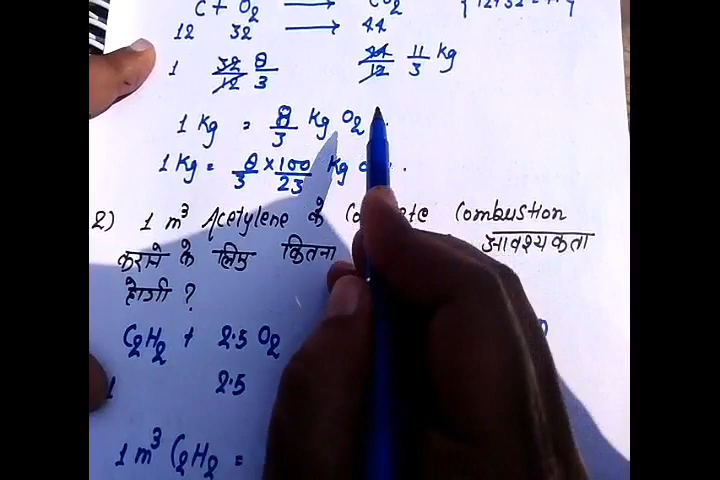 C + O₂ → CO₂
12 32 → 44
1 32/12 8/3 44/12 11/3 kg
1 Kg = 8/3 Kg O₂
1 Kg = 8/3 × 100/23 Kg
2) 1 m³ Acetylene के Combustion
कराने के लिए कितना आवश्यकता
होगी ?
C₂H₂ + 2.5 O₂
1 2.5
1 m³ C₂H₂ =